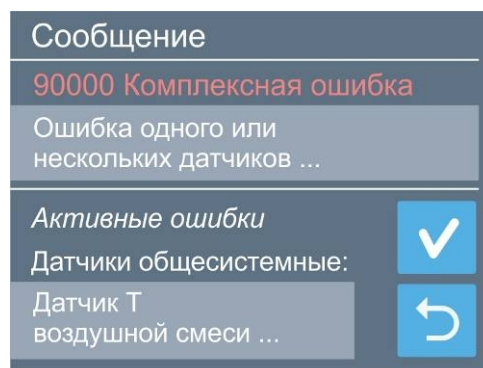 Сообщение
90000 Комплексная ошибка
Ошибка одного или
нескольких датчиков ...
Активные ошибки
Датчики общесистемные:
Датчик Т
воздушной смеси ...